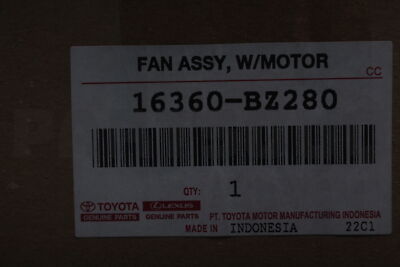 FAN ASSY, W/MOTOR
CC
16360-BZ280
QTY: 1
TOYOTA LEXUS
GENUINE PARTS GENUINE PARTS PT. TOYOTA MOTOR MANUFACTURING INDONESIA
MADE IN INDONESIA 22C1